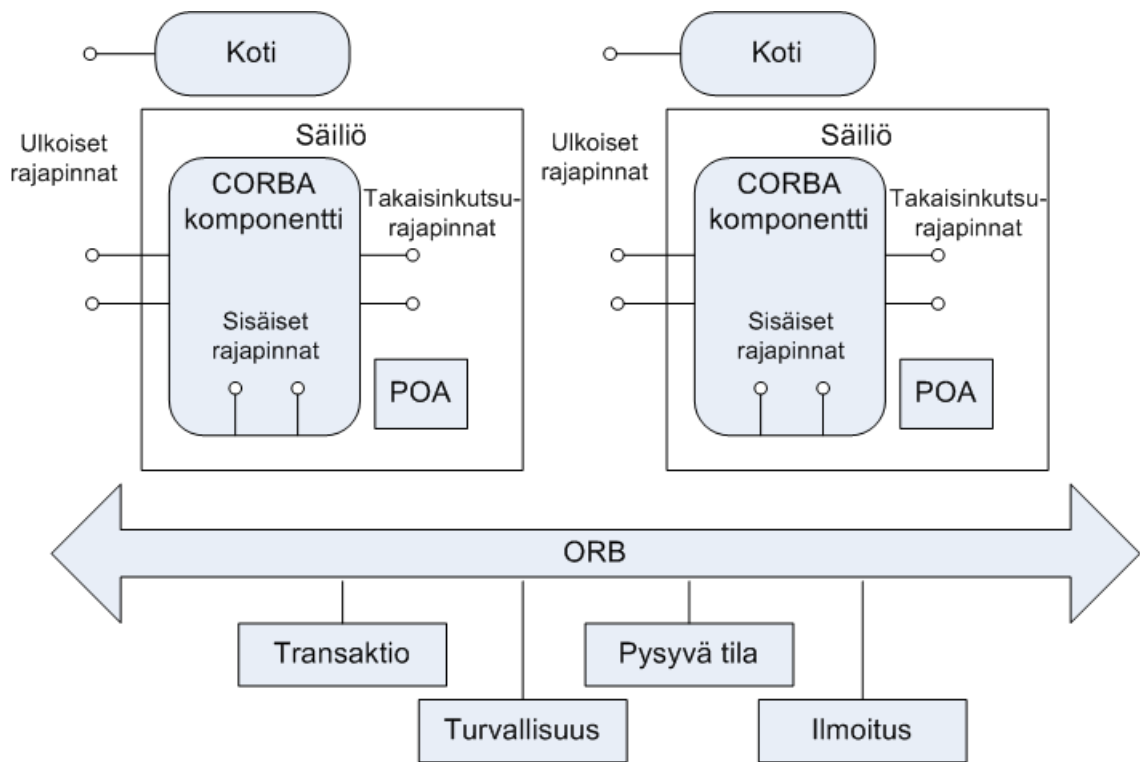 Koti
Koti
Säiliö
Ulkoiset
rajapinnat
CORBA
komponentti
Takaisinkutsu-
rajapinnat
Sisäiset
rajapinnat
POA
Säiliö
Ulkoiset
rajapinnat
CORBA
komponentti
Takaisinkutsu-
rajapinnat
Sisäiset
rajapinnat
POA
ORB
Transaktio
Pysyvä tila
Turvallisuus
Ilmoitus